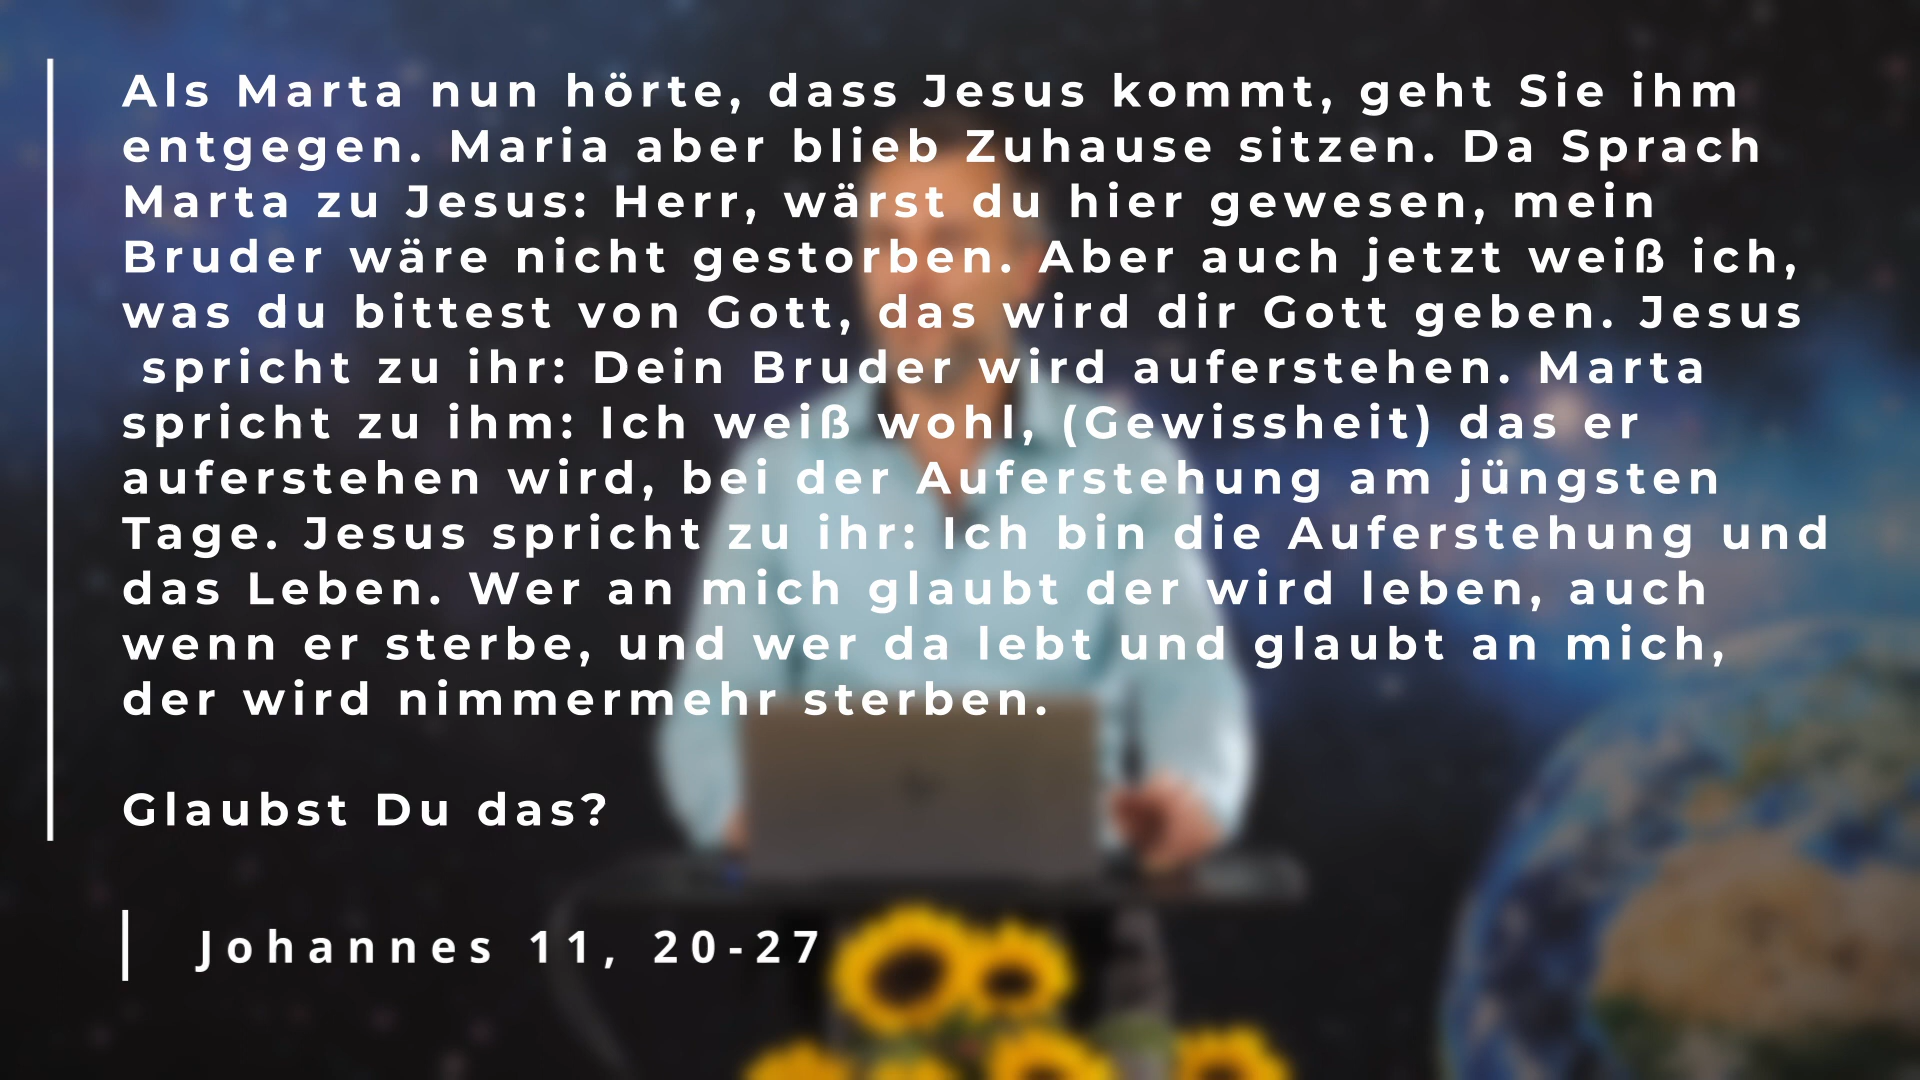 Als Marta nun hörte, dass Jesus kommt, geht Sie ihm
entgegen. Maria aber blieb Zuhause sitzen. Da Sprach
Marta zu Jesus: Herr, wärst du hier gewesen, mein
Bruder wäre nicht gestorben. Aber auch jetzt weiß ich,
was du bittest von Gott, das wird dir Gott geben. Jesus
spricht zu ihr: Dein Bruder wird auferstehen. Marta
spricht zu ihm: Ich weiß wohl, (Gewissheit) das er
auferstehen wird, bei der Auferstehung am jüngsten
Tage. Jesus spricht zu ihr: Ich bin die Auferstehung und
das Leben. Wer an mich glaubt der wird leben, auch
wenn er sterbe, und wer da lebt und glaubt an mich,
der wird nimmermehr sterben.
Glaubst Du das?
Johannes 11, 20-27